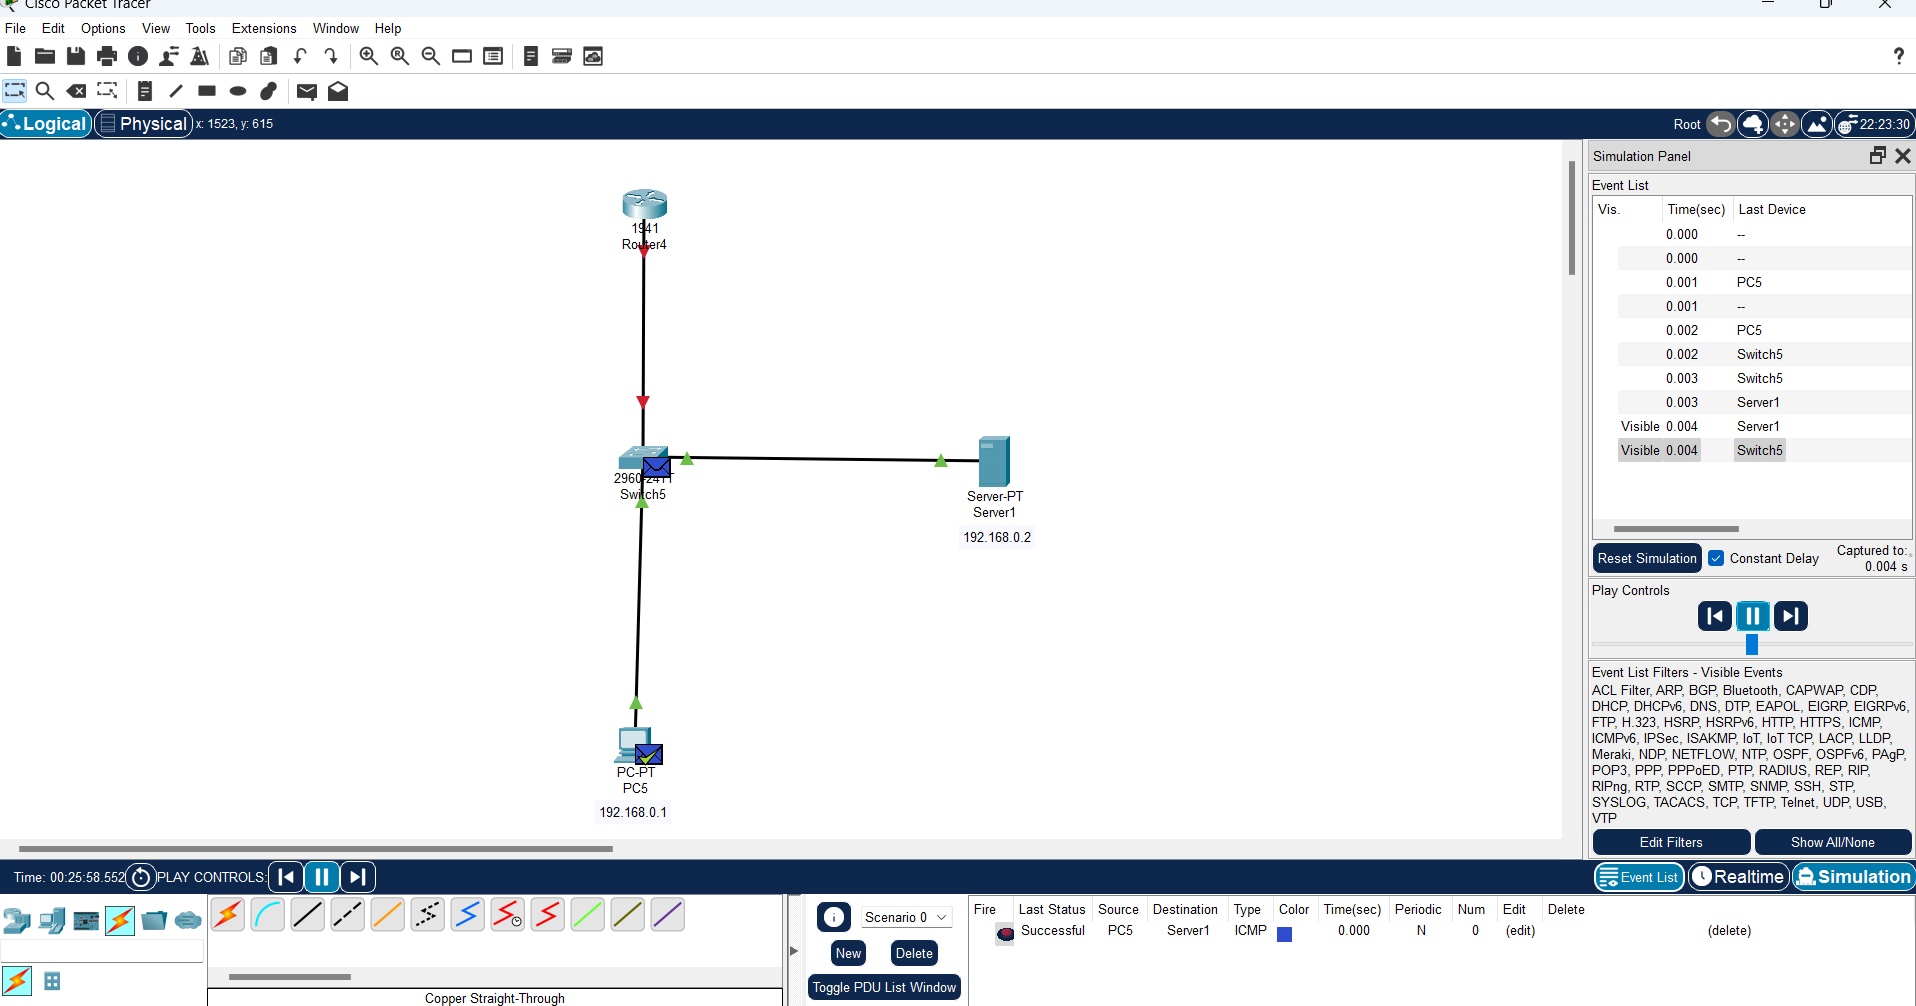 Cisco Packet Tracer
File Edit Options View Tools Extensions Window Help
Logical Physical x: 1523, y: 615
Root 22:23:30
1941
Router4
2960-24TT
Switch5
Server-PT
Server1
192.168.0.2
PC-PT
PC5
192.168.0.1
Simulation Panel
Event List
Vis. Time(sec) Last Device
0.000 --
0.000 --
0.001 PC5
0.001 --
0.002 PC5
0.002 Switch5
0.003 Switch5
0.003 Server1
Visible 0.004 Server1
Visible 0.004 Switch5
Reset Simulation Constant Delay Captured to:
0.004 s
Play Controls
Event List Filters - Visible Events
ACL Filter, ARP, BGP, Bluetooth, CAPWAP, CDP,
DHCP, DHCPv6, DNS, DTP, EAPOL, EIGRP, EIGRPv6,
FTP, H.323, HSRP, HSRPv6, HTTP, HTTPS, ICMP,
ICMPv6, IPSec, ISAKMP, IoT, IoT TCP, LACP, LLDP,
Meraki, NDP, NETFLOW, NTP, OSPF, OSPFv6, PAgP,
POP3, PPP, PPPoED, PTP, RADIUS, REP, RIP,
RIPng, RTP, SCCP, SMTP, SNMP, SSH, STP,
SYSLOG, TACACS, TCP, TFTP, Telnet, UDP, USB,
VTP
Edit Filters Show All/None
Time: 00:25:58.552 PLAY CONTROLS:
Event List Realtime Simulation
Scenario 0
New Delete
Toggle PDU List Window
Fire Last Status Source Destination Type Color Time(sec) Periodic Num Edit Delete
Successful PC5 Server1 ICMP 0.000 N 0 (edit) (delete)
Copper Straight-Through